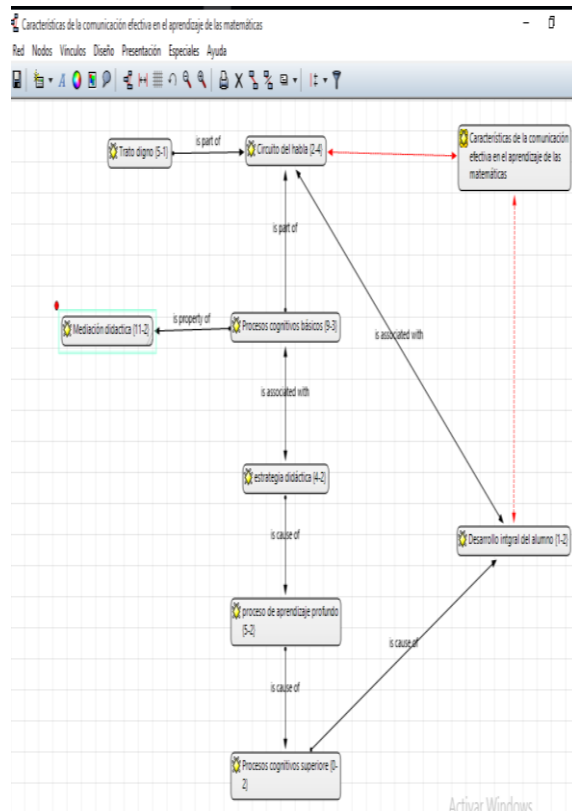 Características de la comunicación efectiva en el aprendizaje de las matemáticas
Red Nodos Vínculos Diseño Presentación Especiales Ayuda
is part of
Trato digno {5-1}
Circuito del habla {2-4}
Características de la comunicación
efectiva en el aprendizaje de las
matemáticas
is part of
Mediación didactica {11-2}
is property of
Procesos cognitivos básicos {9-3}
is associated with
is associated with
estrategia didáctica {4-2}
is cause of
Desarrollo intgral del alumno {1-2}
proceso de aprendizaje profundo
{5-2}
is cause of
is cause of
Procesos cognitivos superiore {0-
2}
Activar Windows